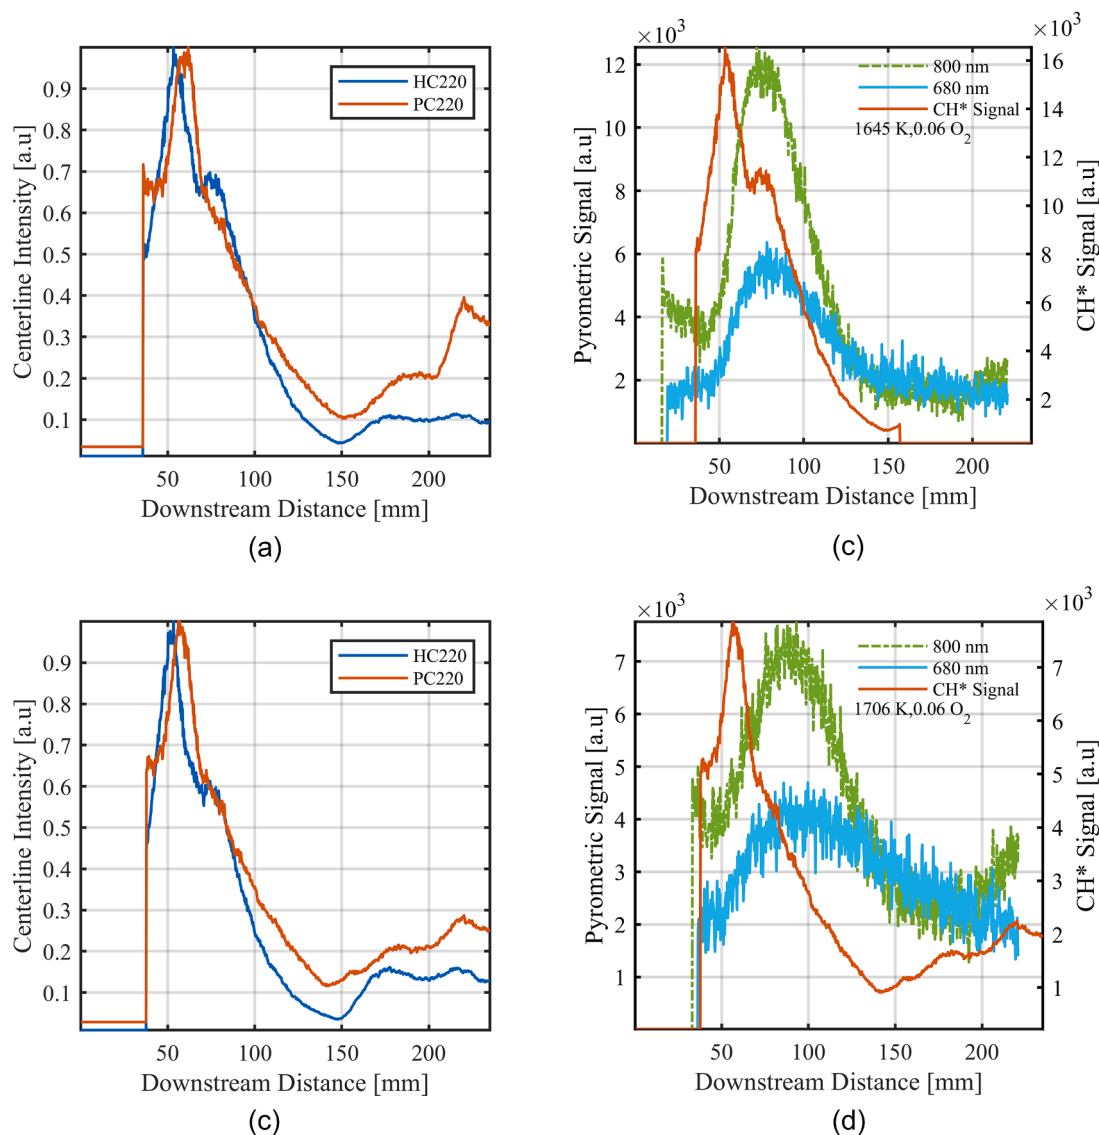 0.9
0.8
0.7
0.6
0.5
0.4
0.3
0.2
0.1
Centerline Intensity [a.u]
HC220
PC220
50
100
150
200
Downstream Distance [mm]
(a)
×10³
×10³
12
10
8
6
4
2
Pyrometric Signal [a.u]
800 nm
680 nm
CH* Signal
1645 K,0.06 O₂
16
14
12
10
8
6
4
2
CH* Signal [a.u]
50
100
150
200
Downstream Distance [mm]
(c)
0.9
0.8
0.7
0.6
0.5
0.4
0.3
0.2
0.1
Centerline Intensity [a.u]
HC220
PC220
50
100
150
200
Downstream Distance [mm]
(c)
×10³
×10³
7
6
5
4
3
2
1
Pyrometric Signal [a.u]
800 nm
680 nm
CH* Signal
1706 K,0.06 O₂
7
6
5
4
3
2
1
CH* Signal [a.u]
50
100
150
200
Downstream Distance [mm]
(d)